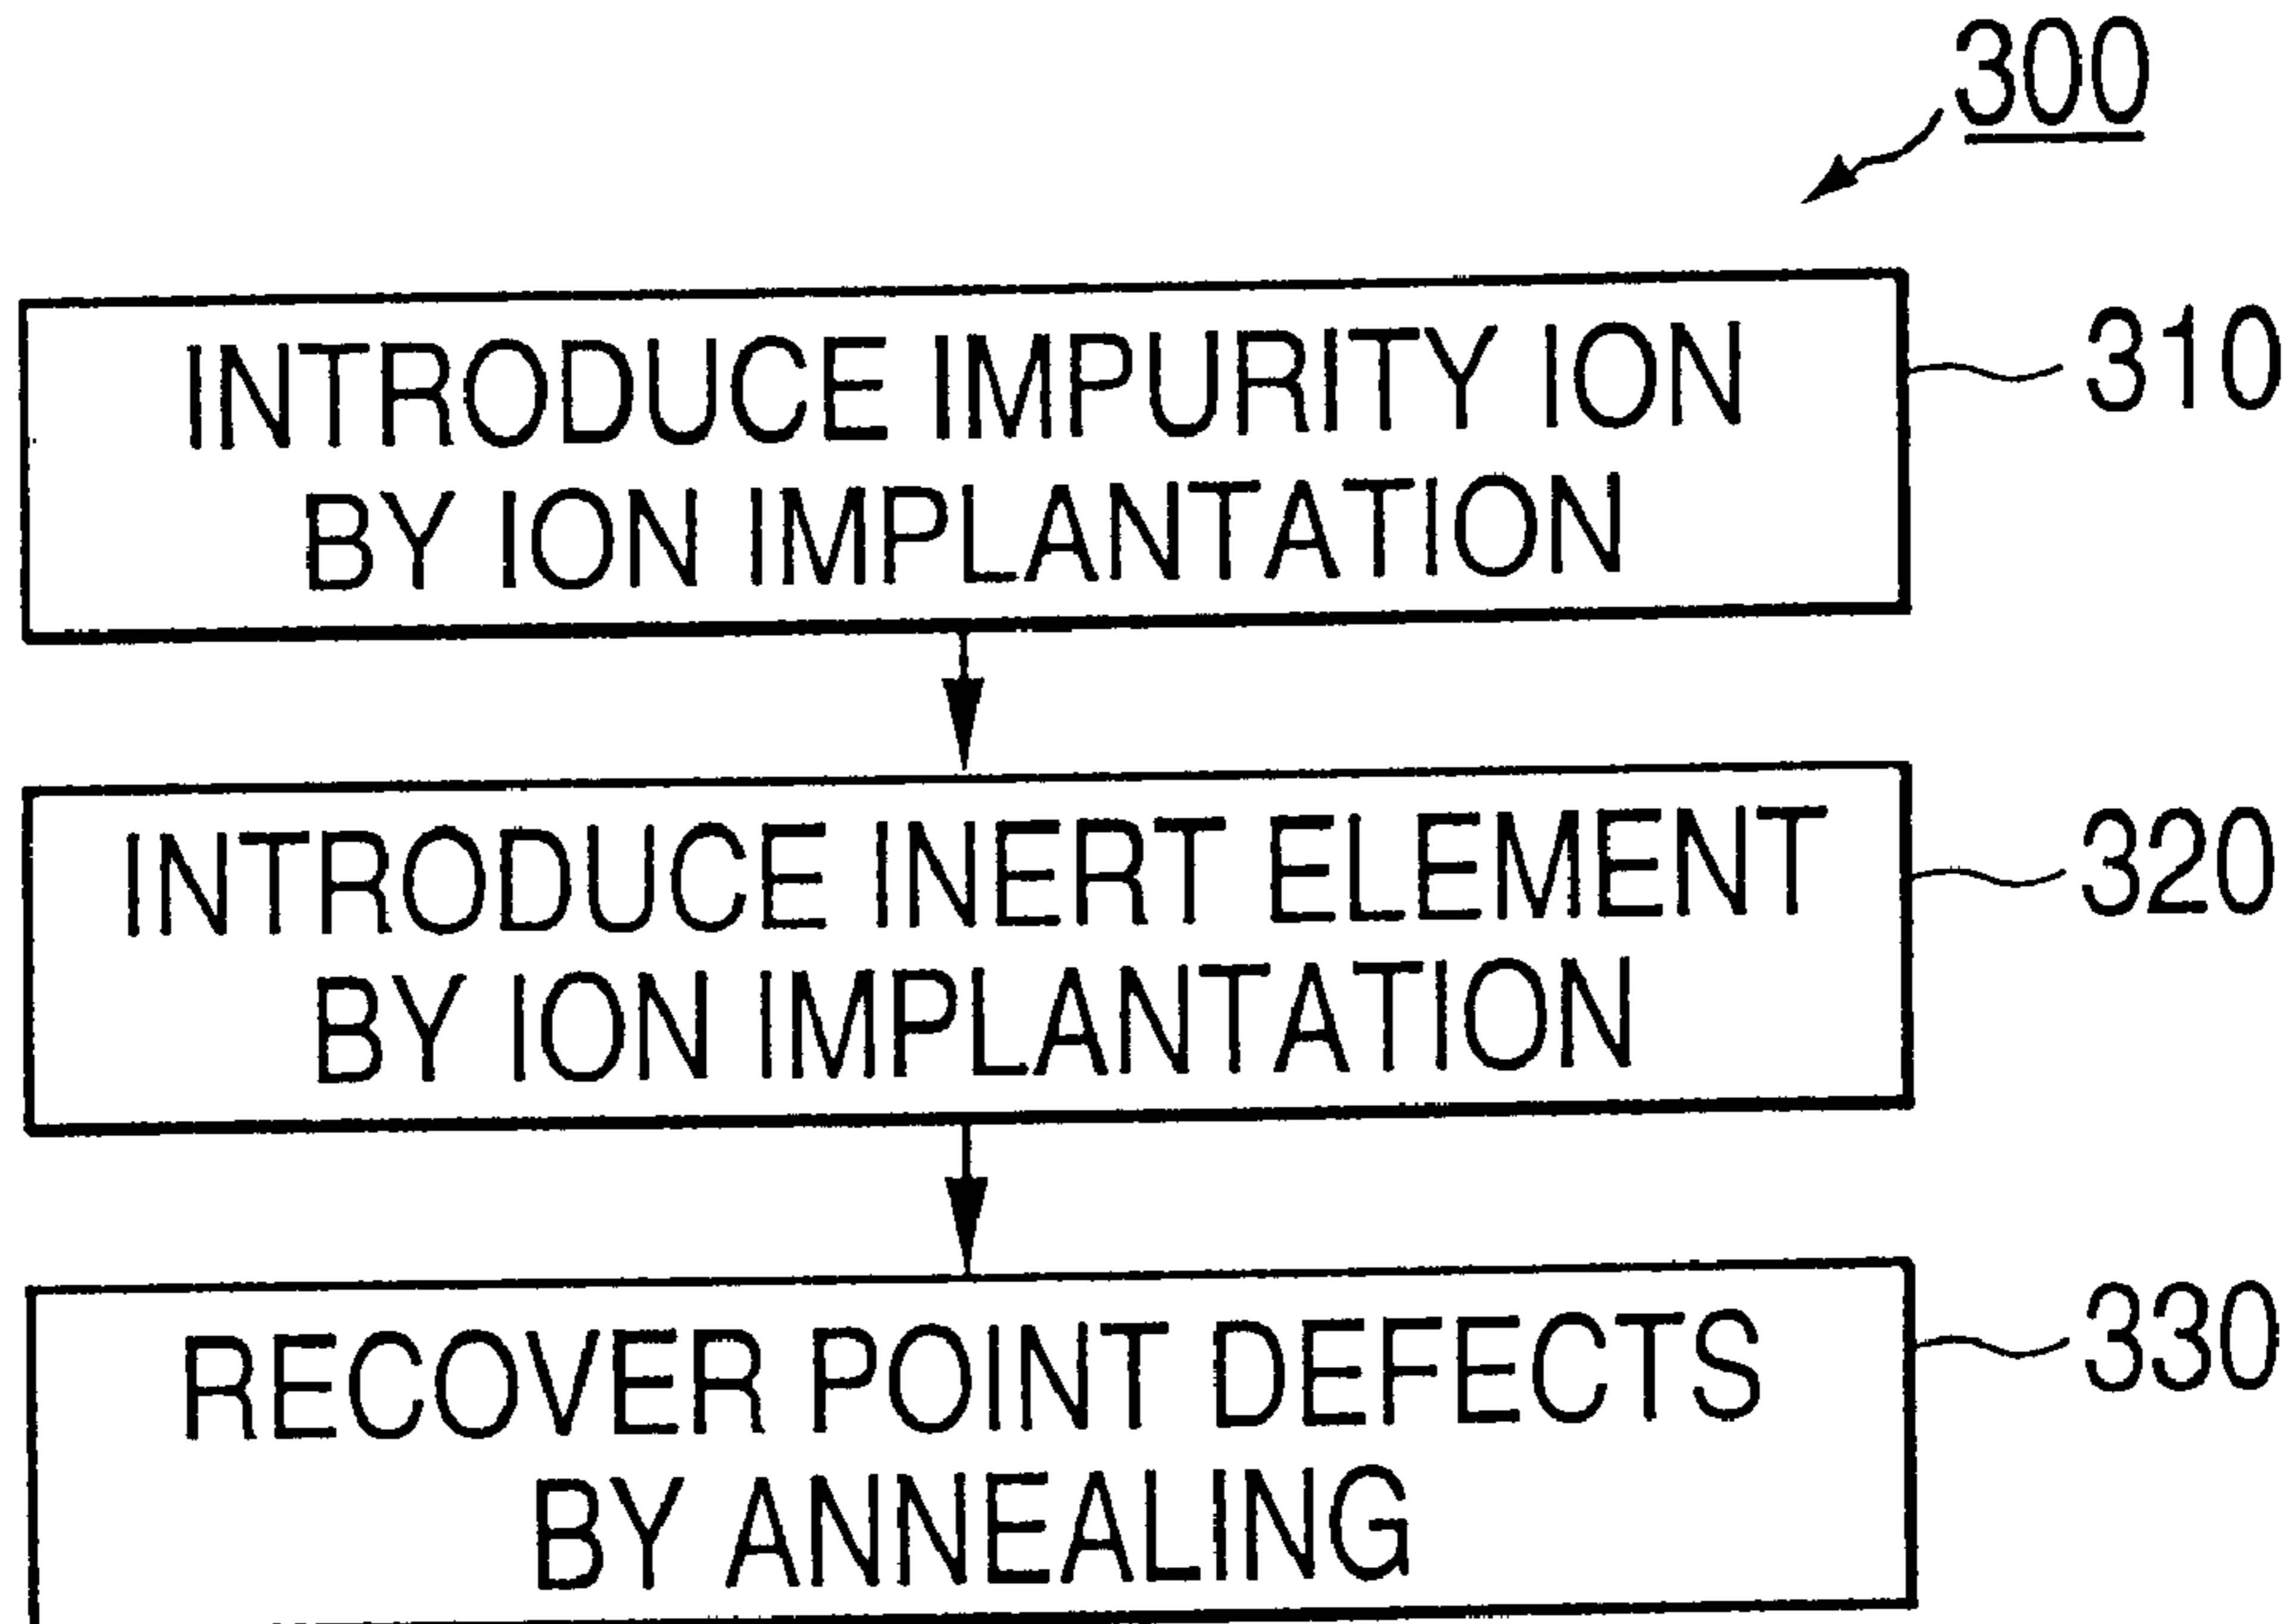 300
INTRODUCE IMPURITY ION
BY ION IMPLANTATION
310
INTRODUCE INERT ELEMENT
BY ION IMPLANTATION
320
RECOVER POINT DEFECTS
BY ANNEALING
330